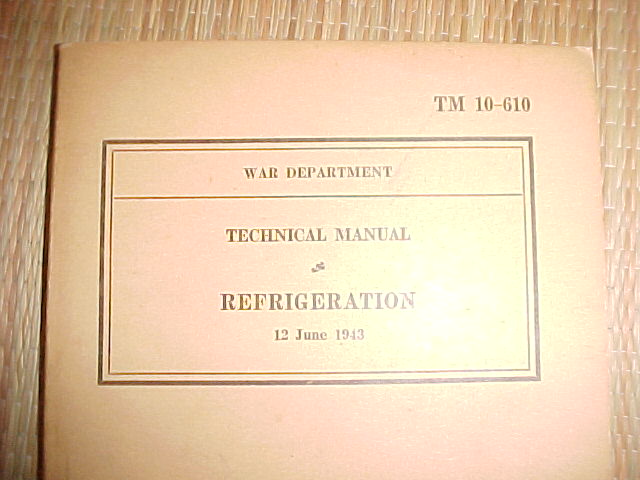 TM 10-610
WAR DEPARTMENT
TECHNICAL MANUAL
REFRIGERATION
12 June 1943